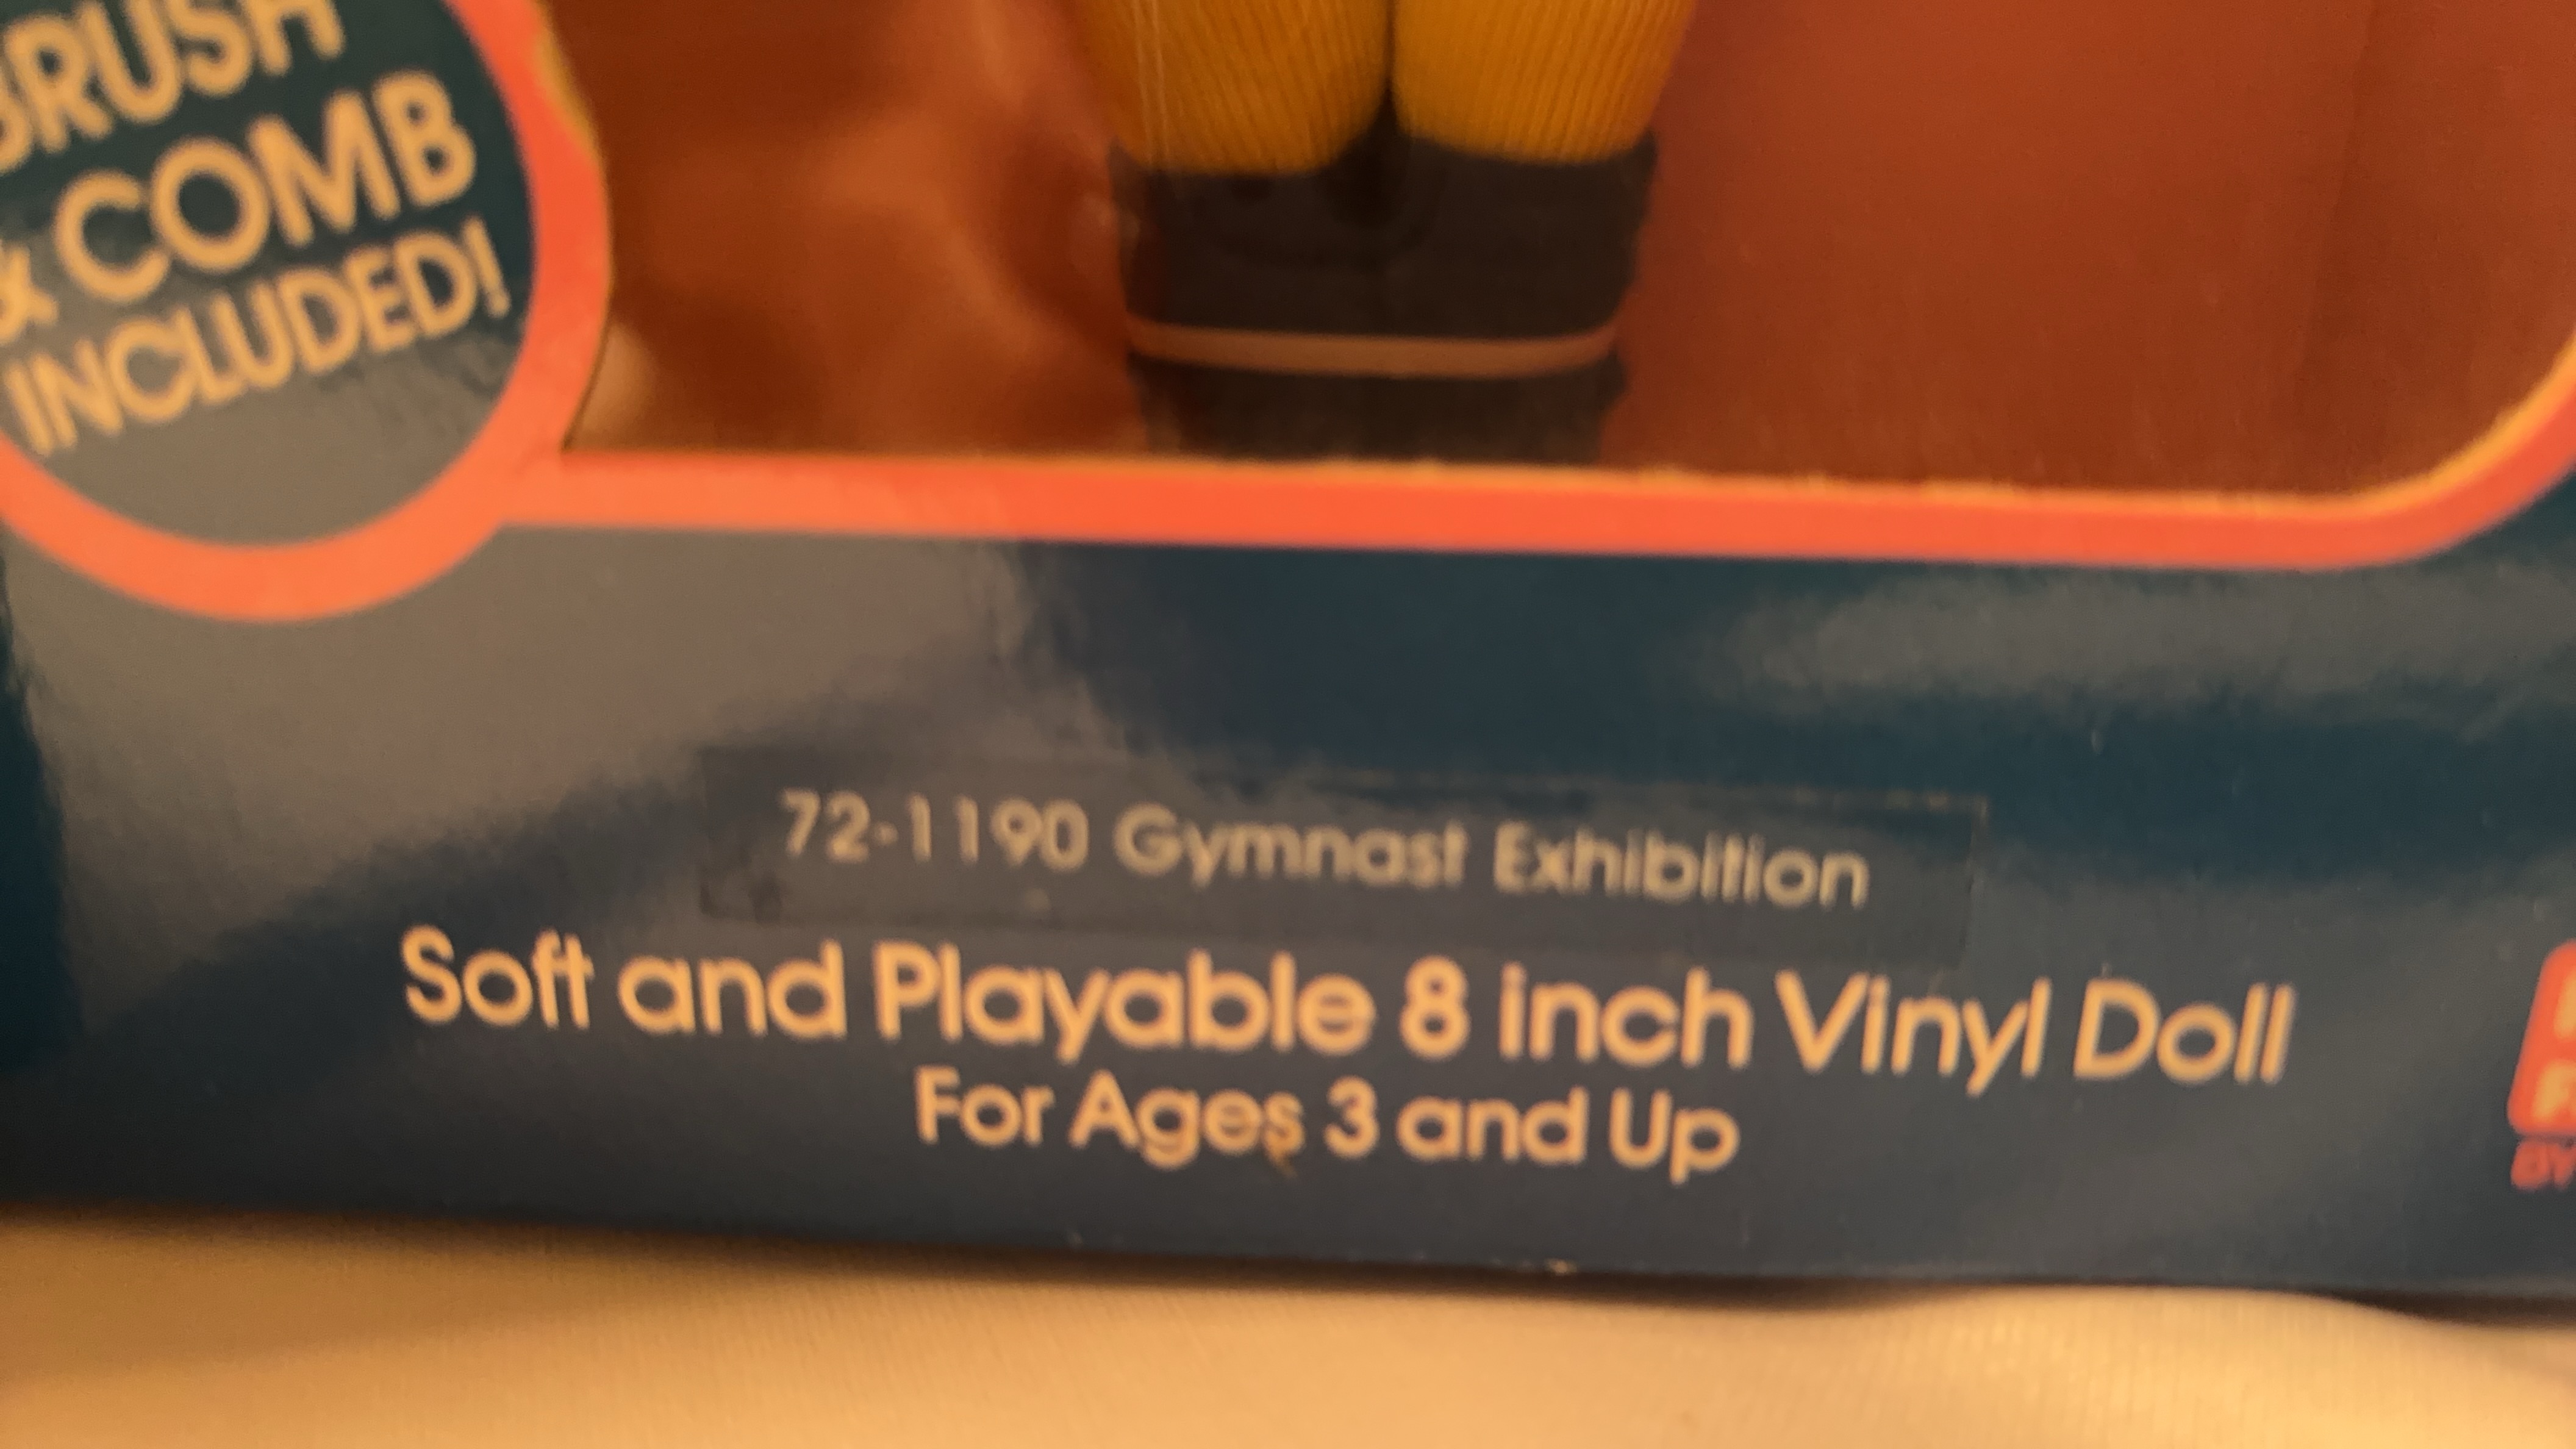 BRUSH
& COMB
INCLUDED!
72-1190 Gymnast Exhibition
Soft and Playable 8 inch Vinyl Doll
For Ages 3 and Up
BY